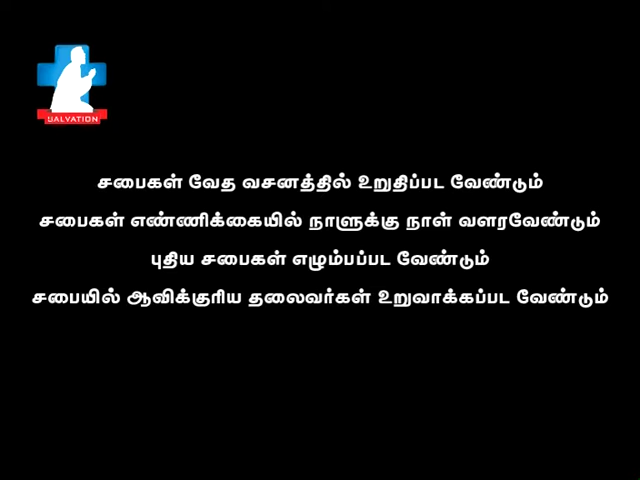 SALVATION
சபைகள் வேத வசனத்தில் உறுதிப்பட வேண்டும்
சபைகள் எண்ணிக்கையில் நாளுக்கு நாள் வளரவேண்டும்
புதிய சபைகள் எழும்பப்பட வேண்டும்
சபையில் ஆவிக்குரிய தலைவர்கள் உறுவாக்கப்பட வேண்டும்